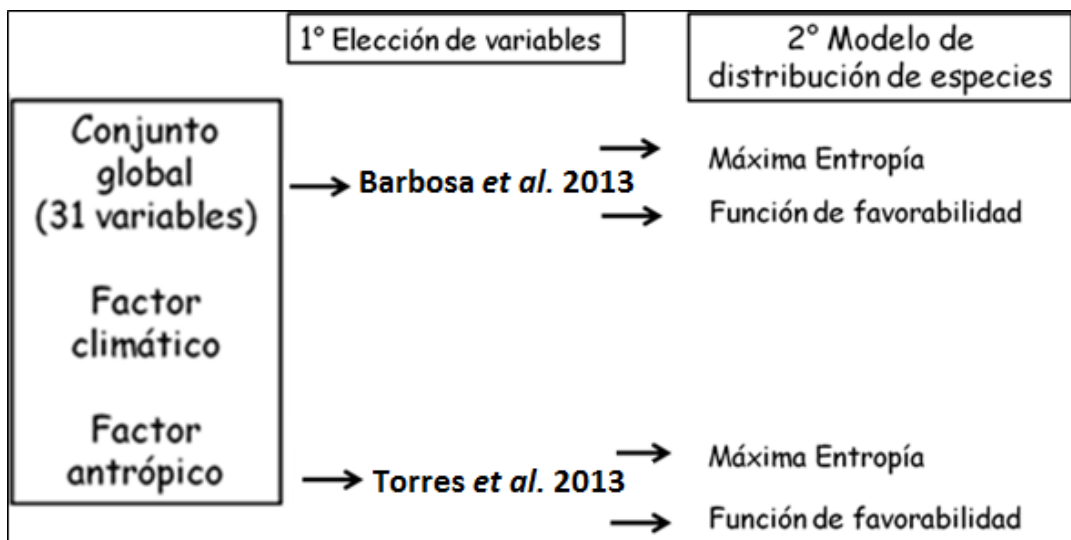 1° Elección de variables
2° Modelo de
distribución de especies
Conjunto
global
(31 variables)
Factor
climático
Factor
antrópico
Barbosa et al. 2013
Máxima Entropía
Función de favorabilidad
Torres et al. 2013
Máxima Entropía
Función de favorabilidad